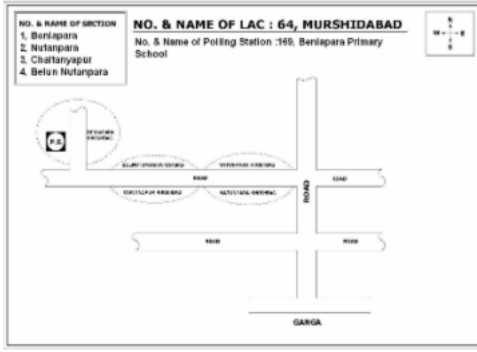 NO. & NAME OF SECTION
1, Beniapara
2, Nutanpara
3, Chaitanyapur
4, Belun Nutanpara
NO. & NAME OF LAC : 64, MURSHIDABAD
No. & Name of Polling Station :169, Beniapara Primary
School
N
W
E
S
P.S.
ROAD
ROAD
ROAD
ROAD
ROAD
GANGA